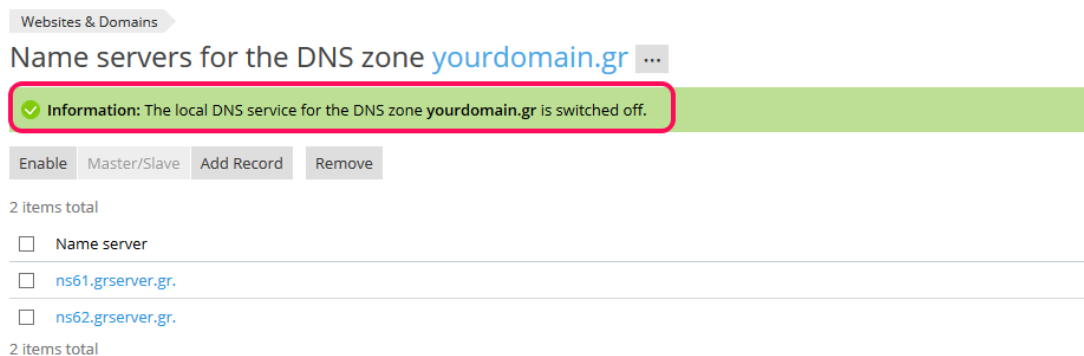 Websites & Domains
Name servers for the DNS zone yourdomain.gr ...
Information: The local DNS service for the DNS zone yourdomain.gr is switched off.
Enable Master/Slave Add Record Remove
2 items total
Name server
ns61.grserver.gr.
ns62.grserver.gr.
2 items total